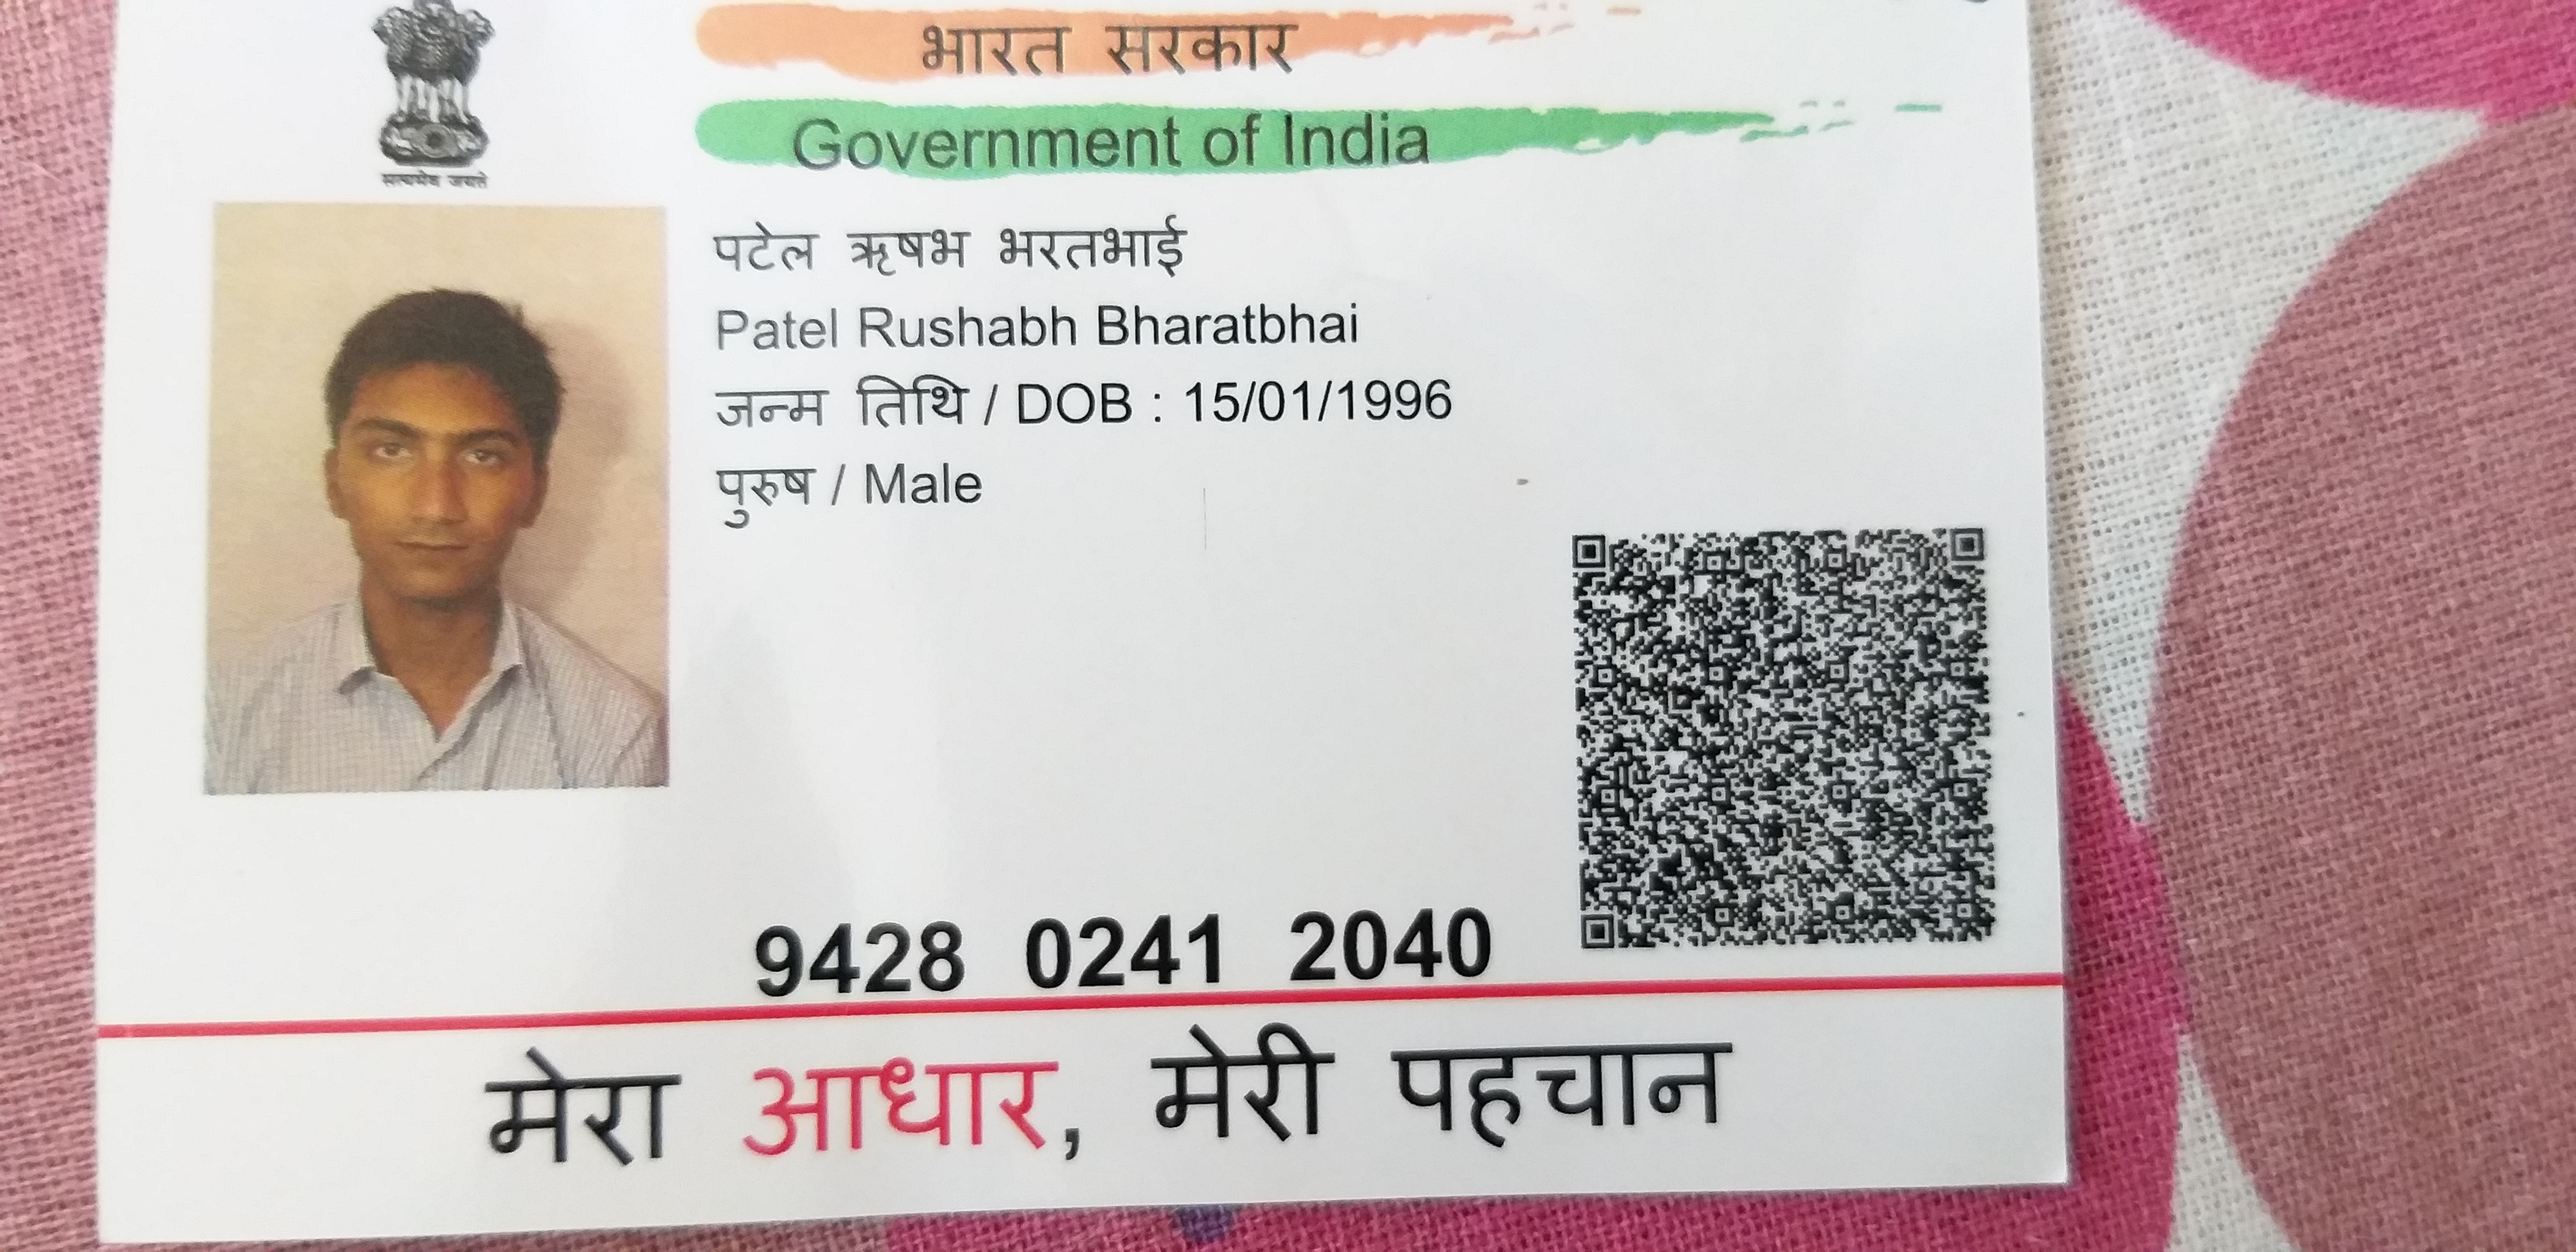 भारत सरकार
Government of India
सत्यमेव जयते
पटेल ऋषभ भरतभाई
Patel Rushabh Bharatbhai
जन्म तिथि / DOB : 15/01/1996
पुरुष / Male
9428 0241 2040
मेरा आधार, मेरी पहचान